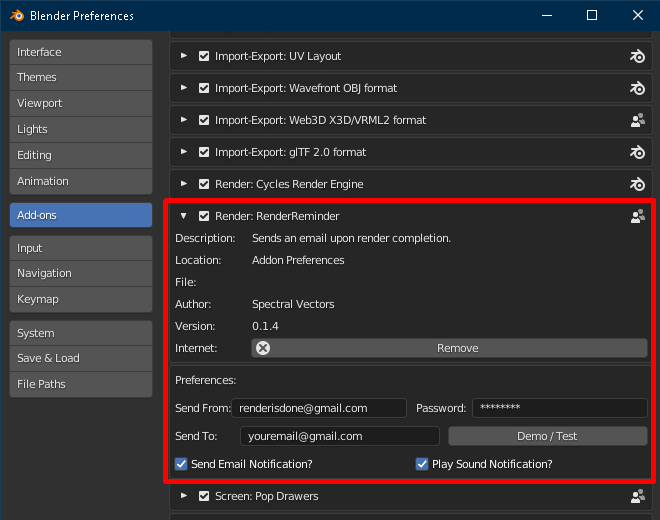 Blender Preferences
Interface
Themes
Viewport
Lights
Editing
Animation
Add-ons
Input
Navigation
Keymap
System
Save & Load
File Paths
Import-Export: UV Layout
Import-Export: Wavefront OBJ format
Import-Export: Web3D X3D/VRML2 format
Import-Export: glTF 2.0 format
Render: Cycles Render Engine
Render: RenderReminder
Description: Sends an email upon render completion.
Location: Addon Preferences
File:
Author: Spectral Vectors
Version: 0.1.4
Internet: Remove
Preferences:
Send From: renderisdone@gmail.com Password: ********
Send To: youremail@gmail.com Demo / Test
Send Email Notification? Play Sound Notification?
Screen: Pop Drawers